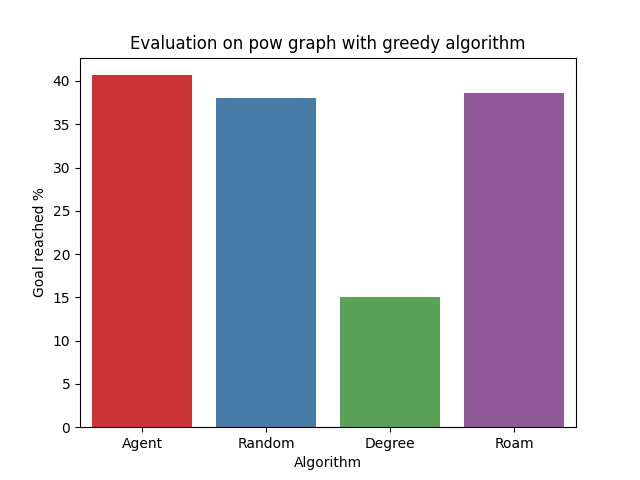 Evaluation on pow graph with greedy algorithm
Goal reached %
40
35
30
25
20
15
10
5
0
Agent Random Degree Roam
Algorithm